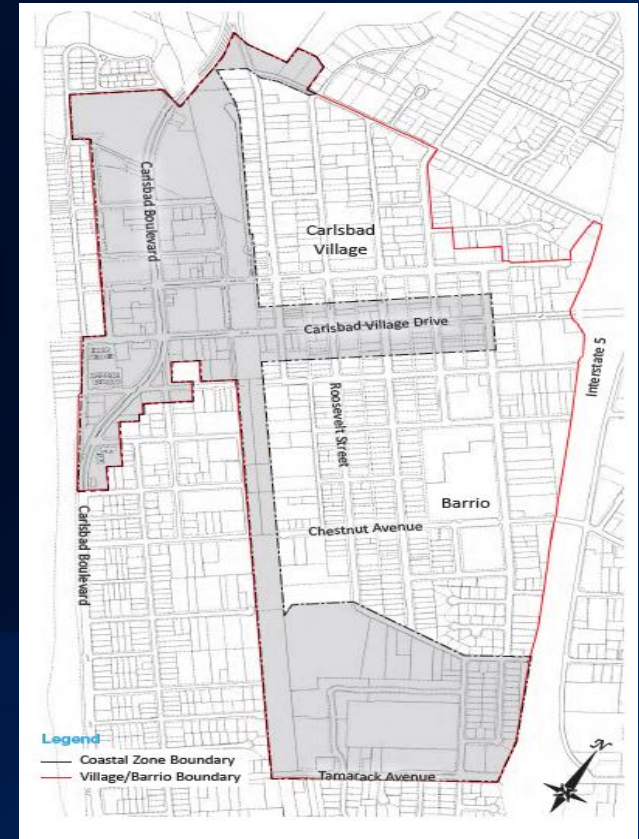 Carlsbad Boulevard
Carlsbad
Village
Carlsbad Village Drive
Interstate 5
Roosevelt Street
Barrio
Chestnut Avenue
Carlsbad Boulevard
Legend
Coastal Zone Boundary
Village/Barrio Boundary
Tamarack Avenue
N